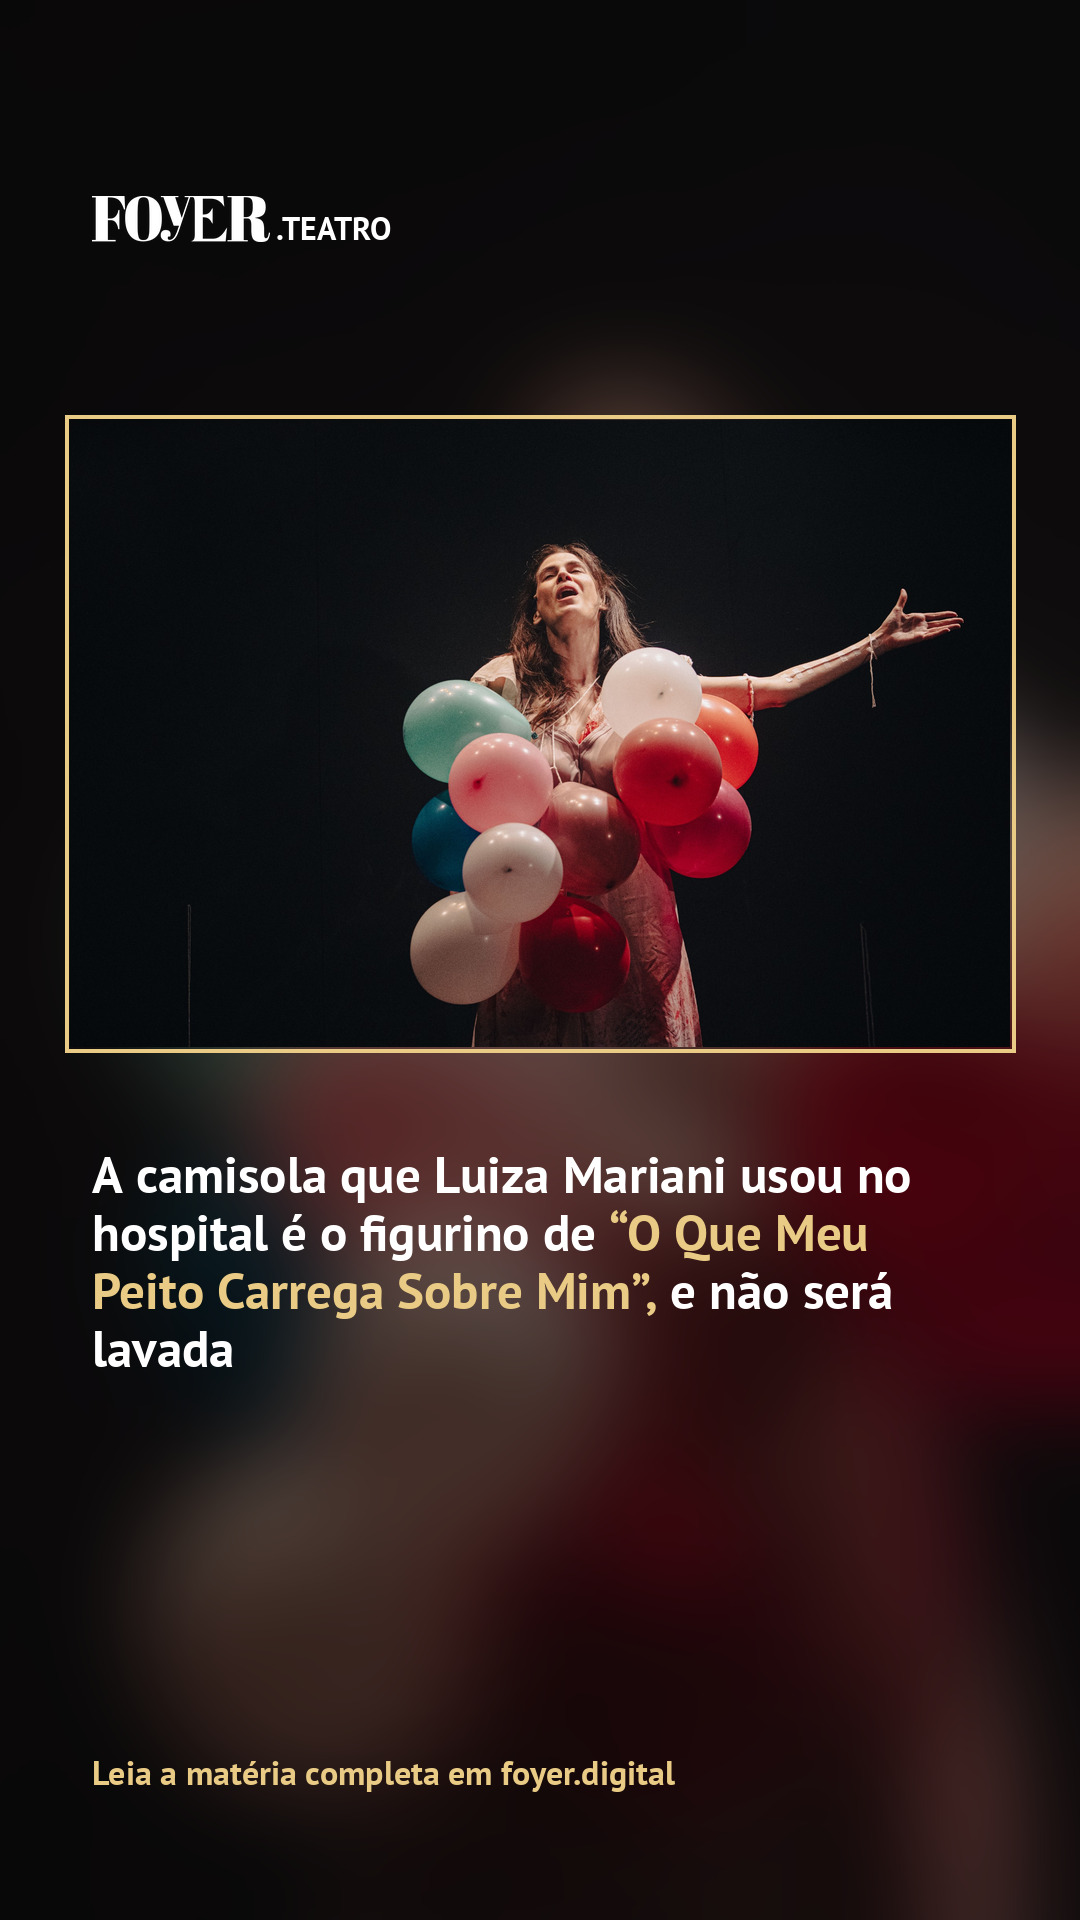 FOYER .TEATRO
A camisola que Luiza Mariani usou no
hospital é o figurino de “O Que Meu
Peito Carrega Sobre Mim”, e não será
lavada
Leia a matéria completa em foyer.digital